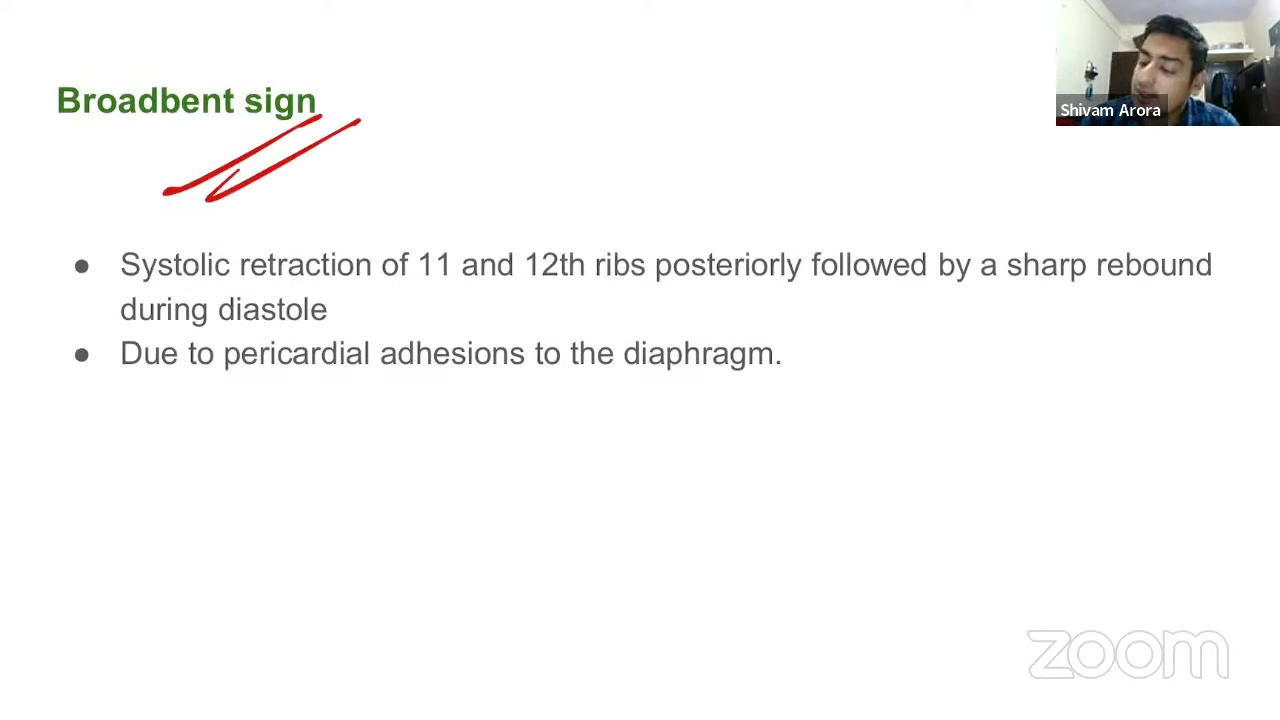 Broadbent sign
Shivam Arora
● Systolic retraction of 11 and 12th ribs posteriorly followed by a sharp rebound
during diastole
● Due to pericardial adhesions to the diaphragm.
zoom